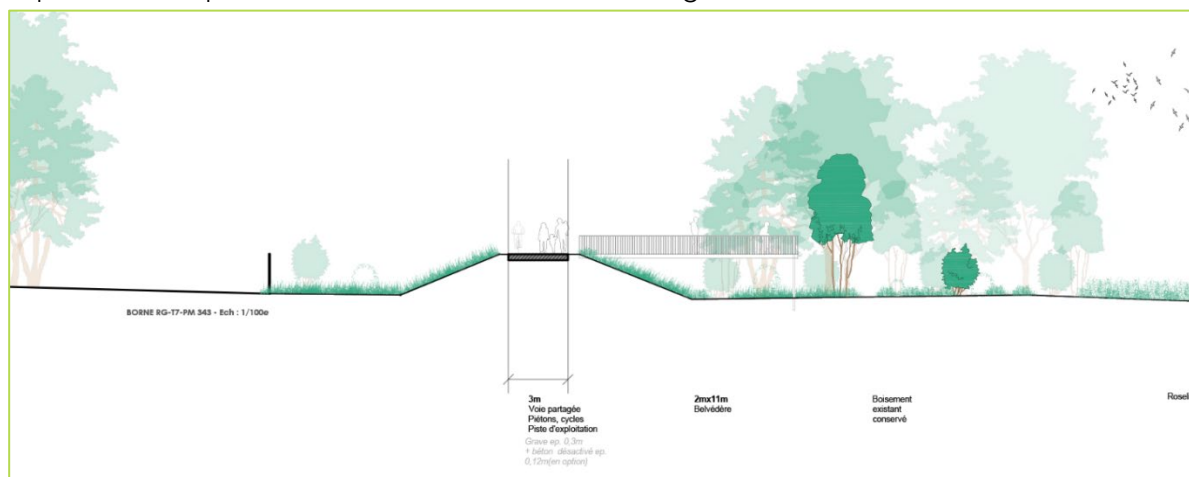 BORNE RG-T7-PM 343 - Ech : 1/100e
3m
Voie partagée
Piétons, cycles
Piste d'exploitation
Grave ep. 0,3m
+ béton désactivé ep.
0,12m(en option)
2mx11m
Belvédère
Boisement
existant
conservé